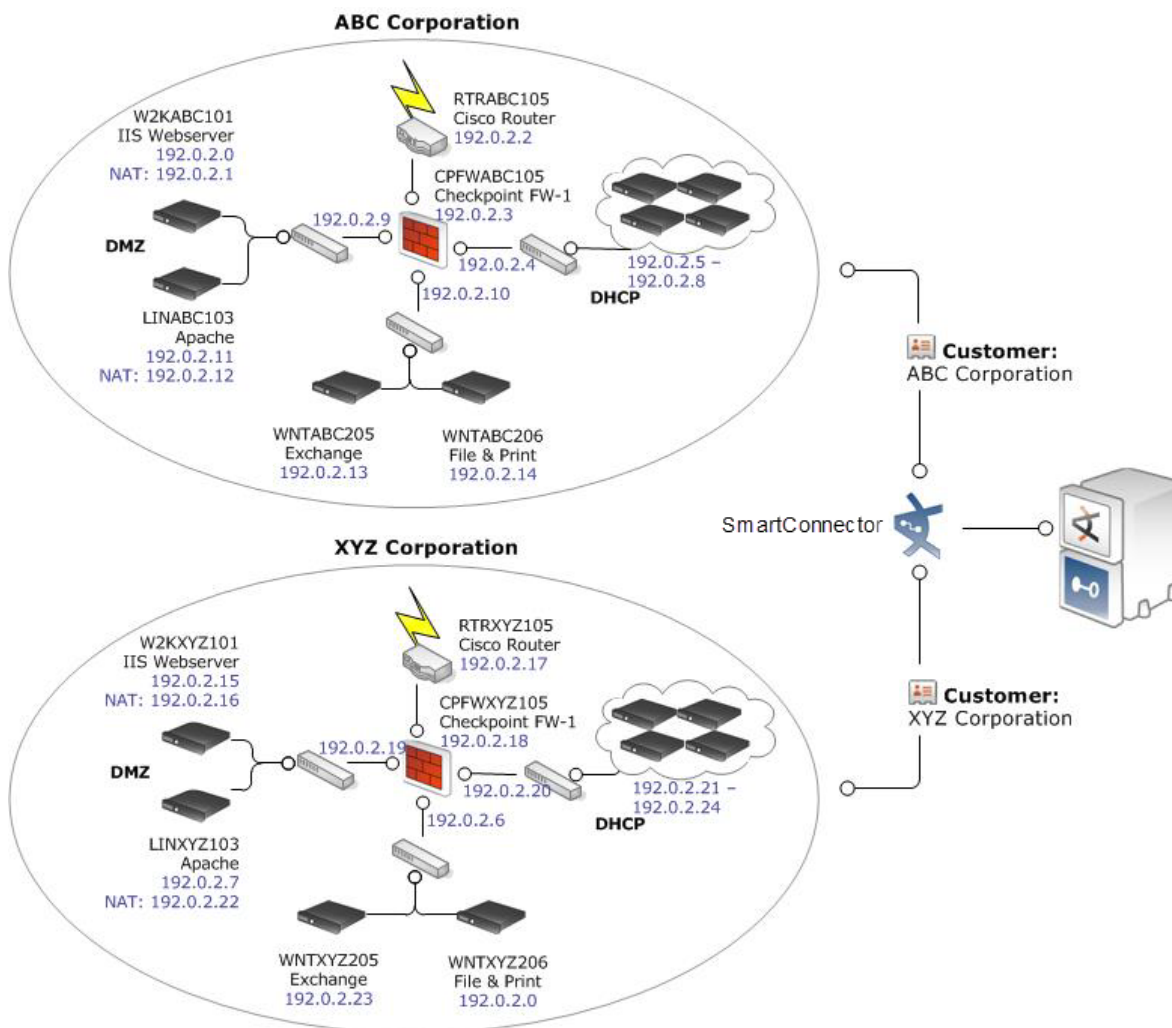 ABC Corporation
W2KABC101
IIS Webserver
192.0.2.0
NAT: 192.0.2.1
RTRABC105
Cisco Router
192.0.2.2
CPFWABC105
Checkpoint FW-1
192.0.2.3
192.0.2.9
DMZ
192.0.2.4
192.0.2.5 –
192.0.2.8
DHCP
192.0.2.10
LINABC103
Apache
192.0.2.11
NAT: 192.0.2.12
WNTABC205
Exchange
192.0.2.13
WNTABC206
File & Print
192.0.2.14
Customer:
ABC Corporation
SmartConnector
XYZ Corporation
W2KXYZ101
IIS Webserver
192.0.2.15
NAT: 192.0.2.16
RTRXYZ105
Cisco Router
192.0.2.17
CPFWXYZ105
Checkpoint FW-1
192.0.2.18
192.0.2.19
DMZ
192.0.2.20
192.0.2.21 –
192.0.2.24
DHCP
192.0.2.6
LINXYZ103
Apache
192.0.2.7
NAT: 192.0.2.22
WNTXYZ205
Exchange
192.0.2.23
WNTXYZ206
File & Print
192.0.2.0
Customer:
XYZ Corporation